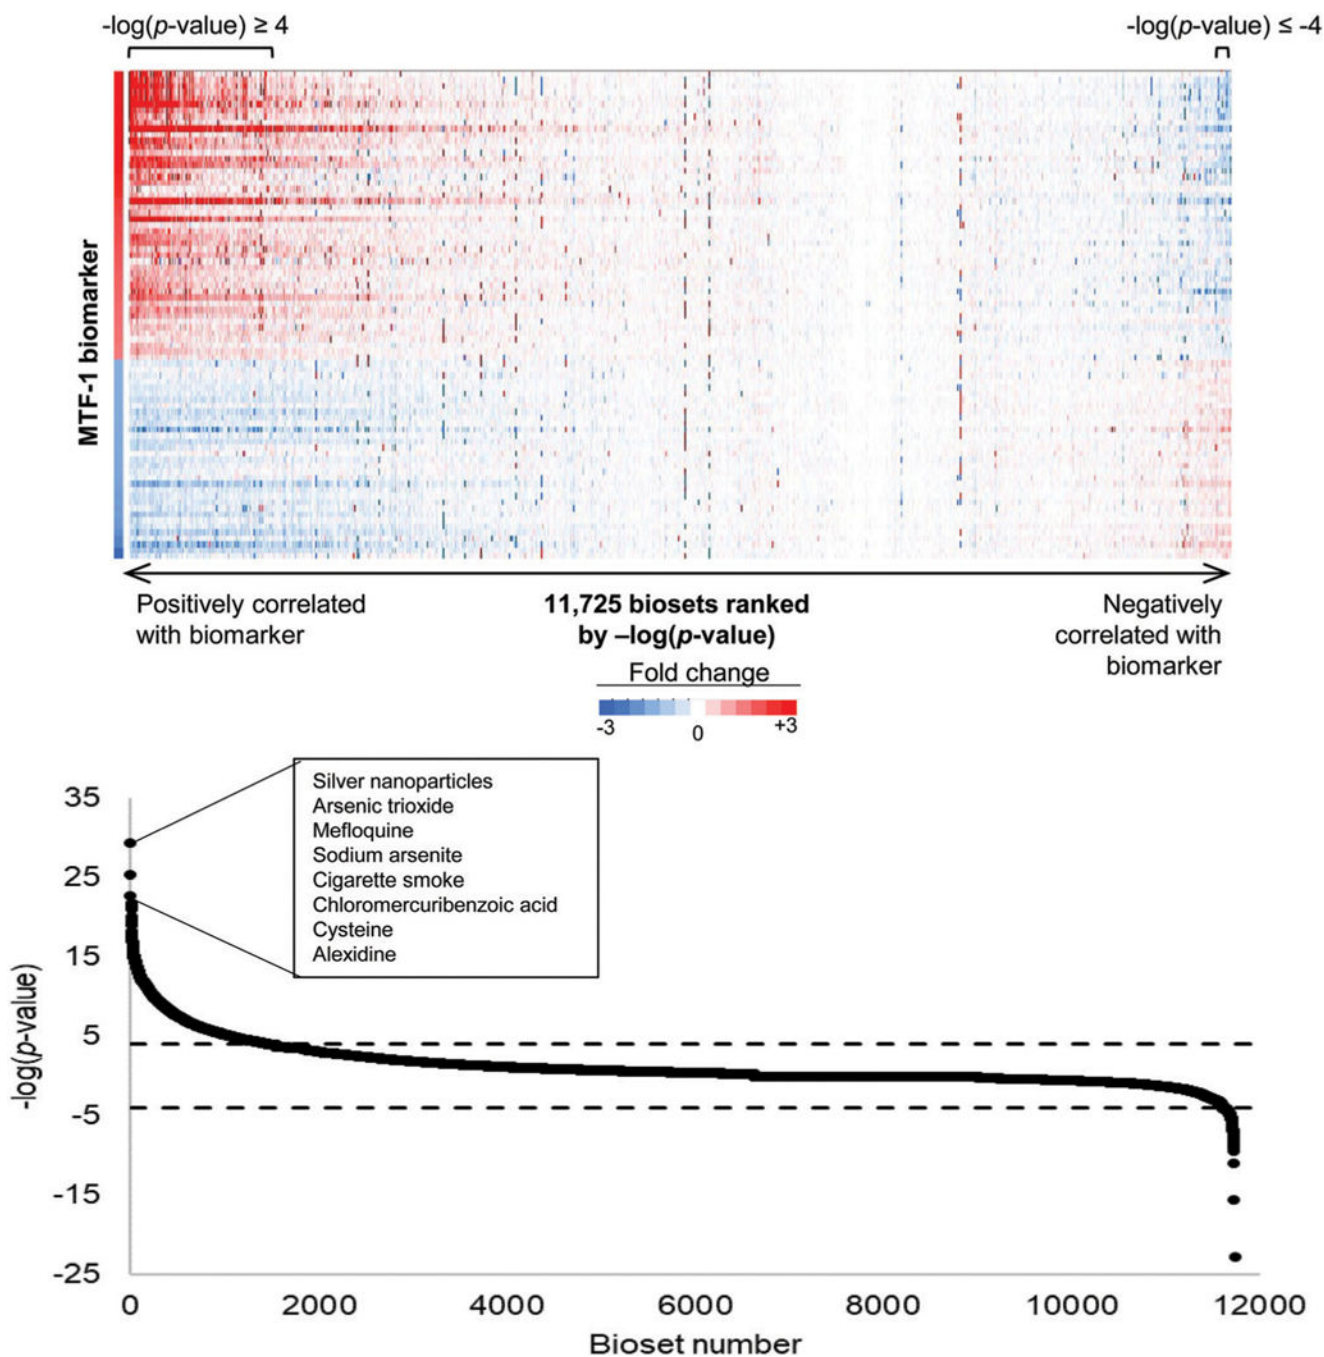 -log(p-value) ≥ 4
-log(p-value) ≤ -4
MTF-1 biomarker
Positively correlated
with biomarker
11,725 biosets ranked
by –log(p-value)
Negatively
correlated with
biomarker
Fold change
-3
0
+3
Silver nanoparticles
Arsenic trioxide
Mefloquine
Sodium arsenite
Cigarette smoke
Chloromercuribenzoic acid
Cysteine
Alexidine
-log(p-value)
35
25
15
5
-5
-15
-25
0
2000
4000
6000
8000
10000
12000
Bioset number